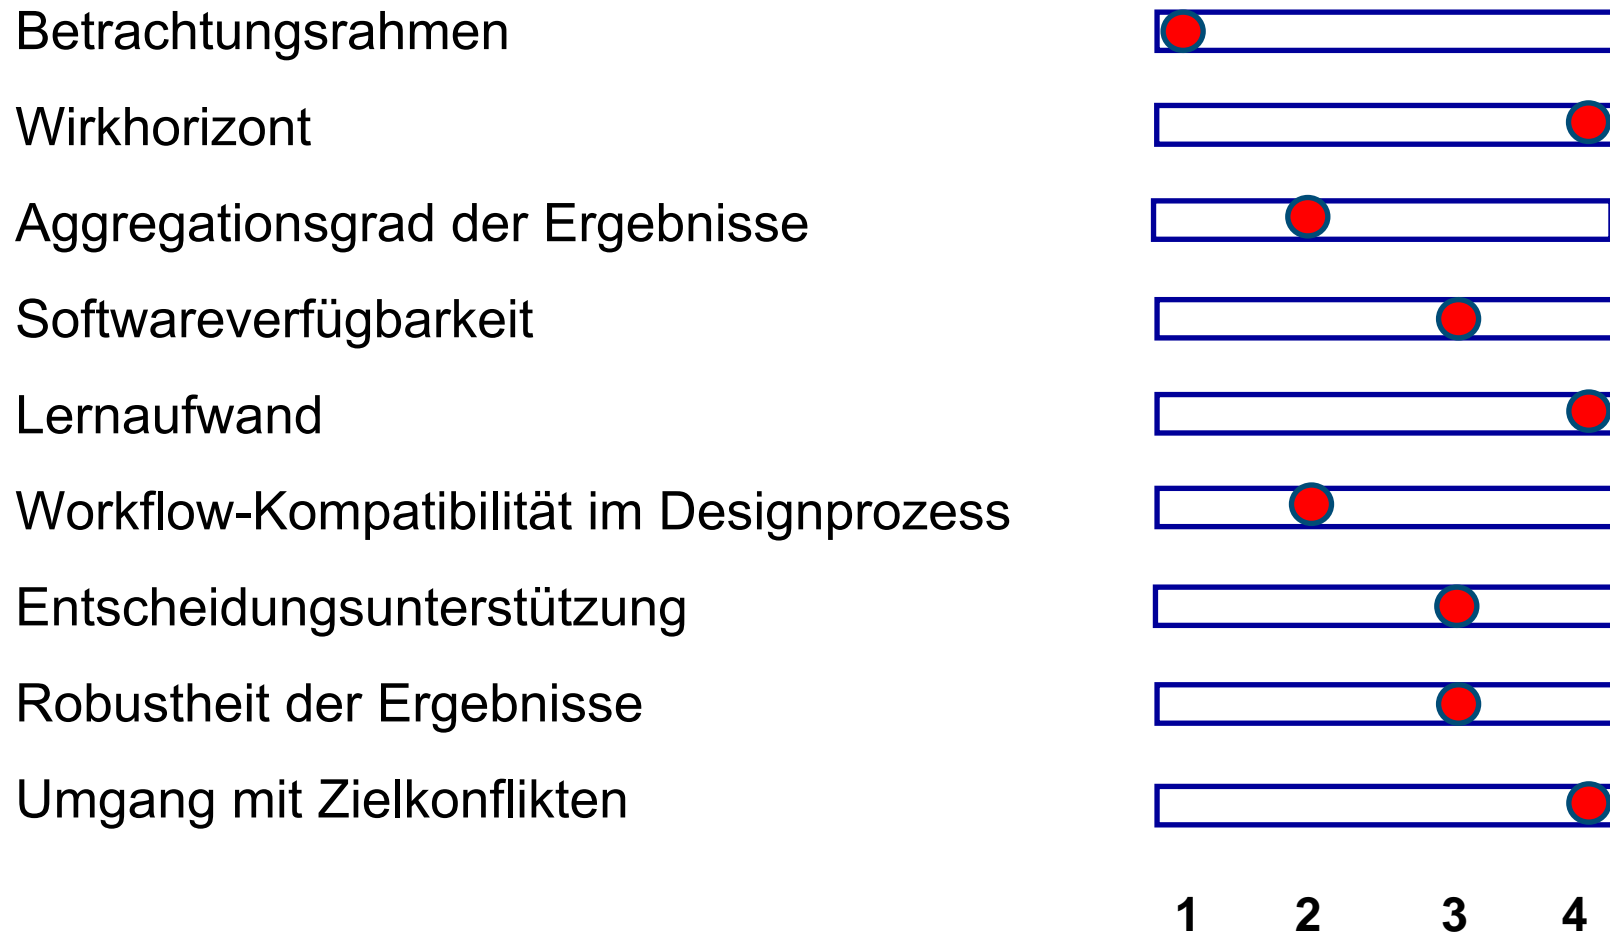 Betrachtungsrahmen
Wirkhorizont
Aggregationsgrad der Ergebnisse
Softwareverfügbarkeit
Lernaufwand
Workflow-Kompatibilität im Designprozess
Entscheidungsunterstützung
Robustheit der Ergebnisse
Umgang mit Zielkonflikten
1 2 3 4